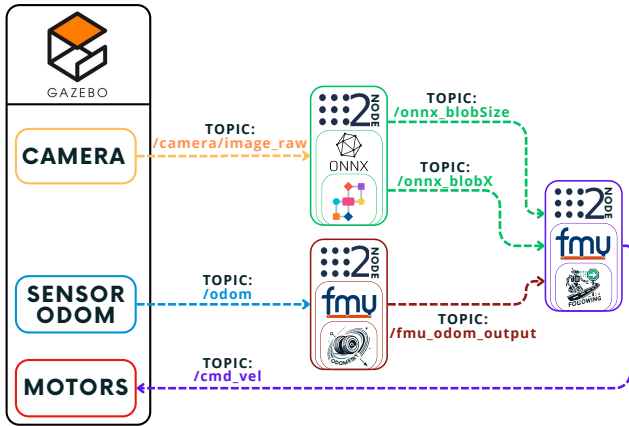 GAZEBO
CAMERA
TOPIC:
/camera/image_raw
2 NODE
ONNX
TOPIC:
/onnx_blobSize
TOPIC:
/onnx_blobX
2 NODE
fmu
FOLLOWING
SENSOR
ODOM
TOPIC:
/odom
2 NODE
fmu
ODOMETRY
TOPIC:
/fmu_odom_output
MOTORS
TOPIC:
/cmd_vel